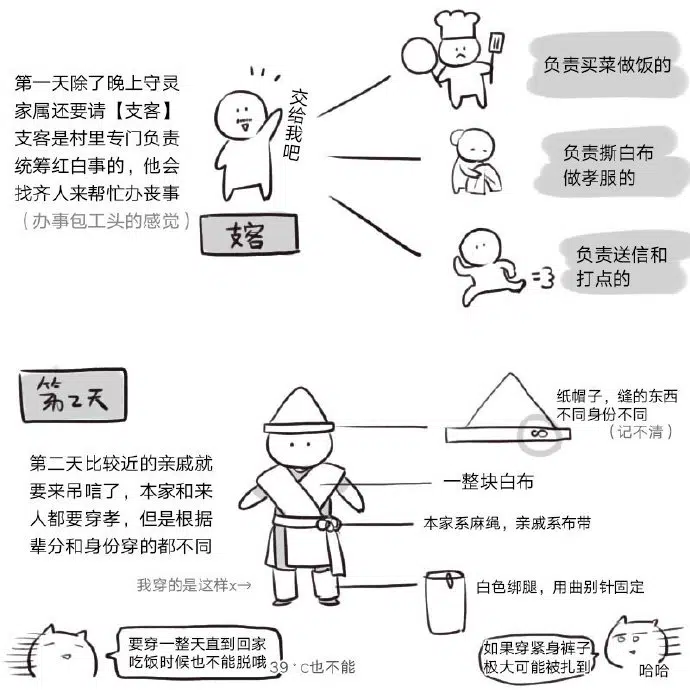 第一天除了晚上守灵
家属还要请【支客】
支客是村里专门负责
统筹红白事的，他会
找齐人来帮忙办丧事
（办事包工头的感觉）
交给我吧
支客
负责买菜做饭的
负责撕白布
做孝服的
负责送信和
打点的
第2天
第二天比较近的亲戚就
要来吊唁了，本家和来
人都要穿孝，但是根据
辈分和身份穿的都不同
我穿的是这样x→
纸帽子，缝的东西
不同身份不同
（记不清）
一整块白布
本家系麻绳，亲戚系布带
白色绑腿，用曲别针固定
要穿一整天直到回家
吃饭时候也不能脱哦
39°c也不能
如果穿紧身裤子
极大可能被扎到
哈哈